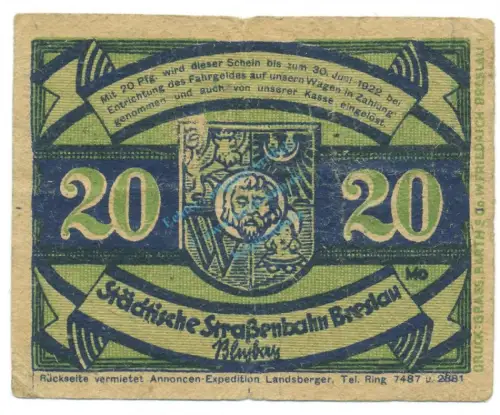 Mit 20 Pfg. wird dieser Schein bis zum 30. Juni 1922 bei
Entrichtung des Fahrgeldes auf unsern Wagen in Zahlung
genommen und auch von unserer Kasse eingelöst.
20
20
W
Mo
Städtische Straßenbahn Breslau
Rückseite vermietet Annoncen-Expedition Landsberger, Tel. Ring 7487 u. 2881
DRUCK: GRASS, BARTH & Co. W. FRIEDRICH BRESLAU I